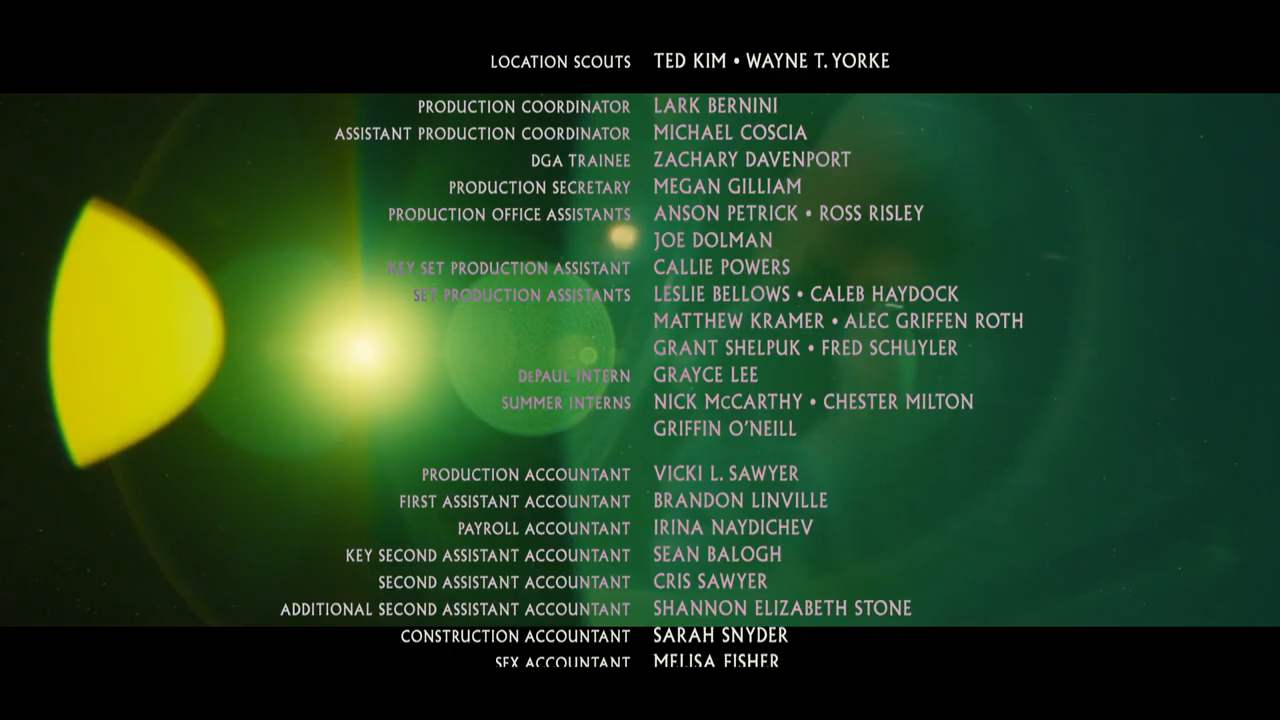 LOCATION SCOUTS TED KIM • WAYNE T. YORKE
PRODUCTION COORDINATOR LARK BERNINI
ASSISTANT PRODUCTION COORDINATOR MICHAEL COSCIA
DGA TRAINEE ZACHARY DAVENPORT
PRODUCTION SECRETARY MEGAN GILLIAM
PRODUCTION OFFICE ASSISTANTS ANSON PETRICK • ROSS RISLEY
JOE DOLMAN
KEY SET PRODUCTION ASSISTANT CALLIE POWERS
SET PRODUCTION ASSISTANTS LESLIE BELLOWS • CALEB HAYDOCK
MATTHEW KRAMER • ALEC GRIFFEN ROTH
GRANT SHELPUK • FRED SCHUYLER
DePAUL INTERN GRAYCE LEE
SUMMER INTERNS NICK McCARTHY • CHESTER MILTON
GRIFFIN O'NEILL
PRODUCTION ACCOUNTANT VICKI L. SAWYER
FIRST ASSISTANT ACCOUNTANT BRANDON LINVILLE
PAYROLL ACCOUNTANT IRINA NAYDICHEV
KEY SECOND ASSISTANT ACCOUNTANT SEAN BALOGH
SECOND ASSISTANT ACCOUNTANT CRIS SAWYER
ADDITIONAL SECOND ASSISTANT ACCOUNTANT SHANNON ELIZABETH STONE
CONSTRUCTION ACCOUNTANT SARAH SNYDER
SFX ACCOUNTANT MELISA FISHER